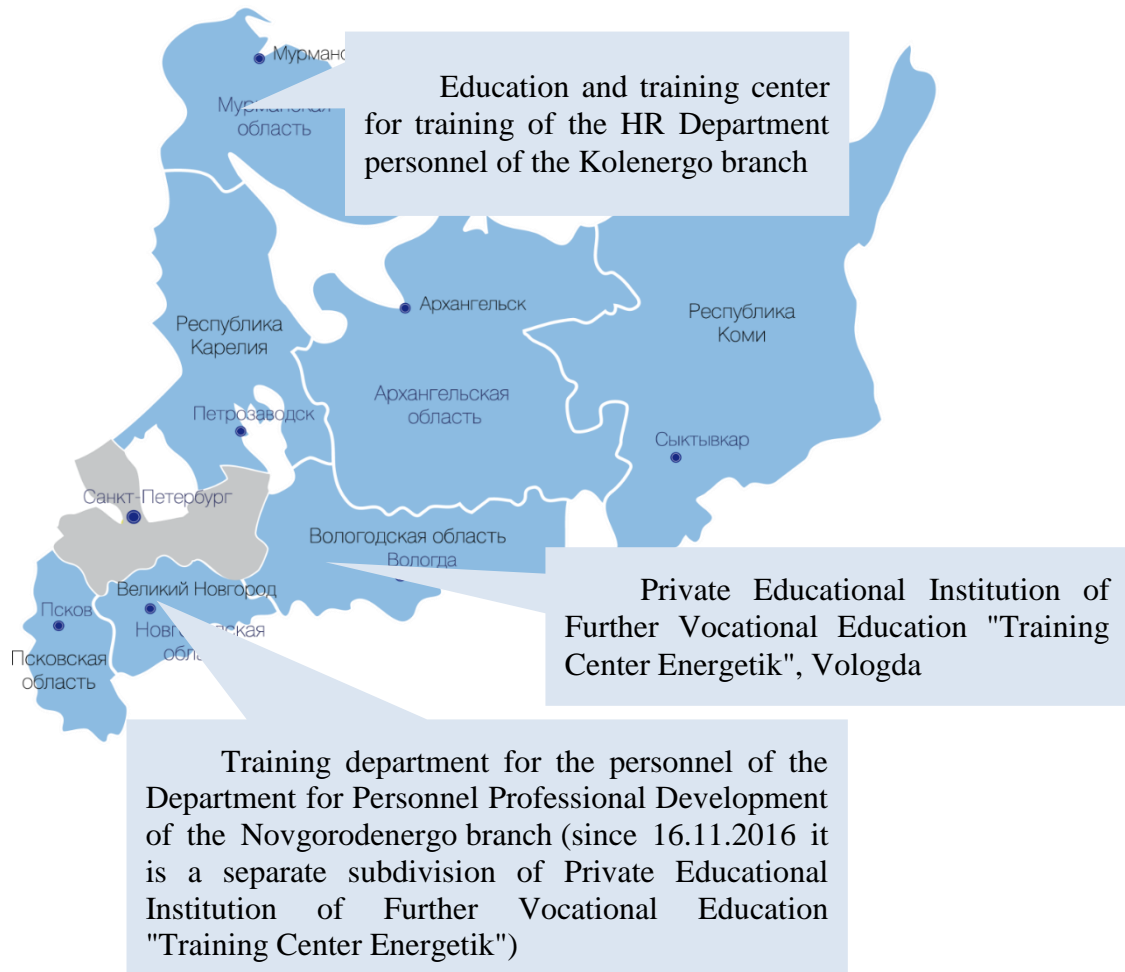 Education and training center
for training of the HR Department
personnel of the Kolenergo branch
область
Республика
Карелия
Архангельск
Республика
Коми
Архангельская
область
Петрозаводск
Сыктывкар
Санкт-Петербург
Вологодская область
Вологда
Великий Новгород
Псков
Псковская
область
Private Educational Institution of
Further Vocational Education "Training
Center Energetik", Vologda
Training department for the personnel of the
Department for Personnel Professional Development
of the Novgorodenergo branch (since 16.11.2016 it
is a separate subdivision of Private Educational
Institution of Further Vocational Education
"Training Center Energetik")